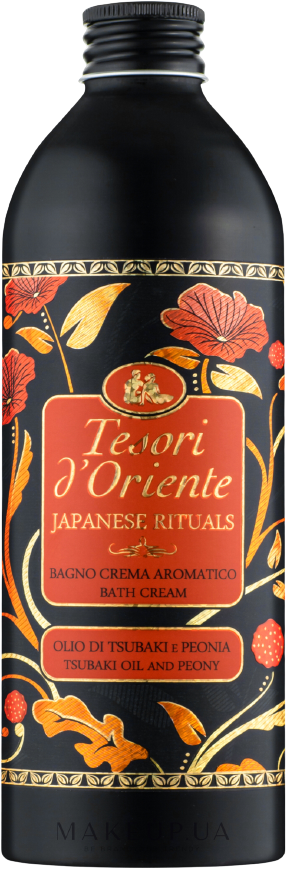 Tesori
d'Oriente
JAPANESE RITUALS
BAGNO CREMA AROMATICO
BATH CREAM
OLIO DI TSUBAKI E PEONIA
TSUBAKI OIL AND PEONY
MAKEUP.UA